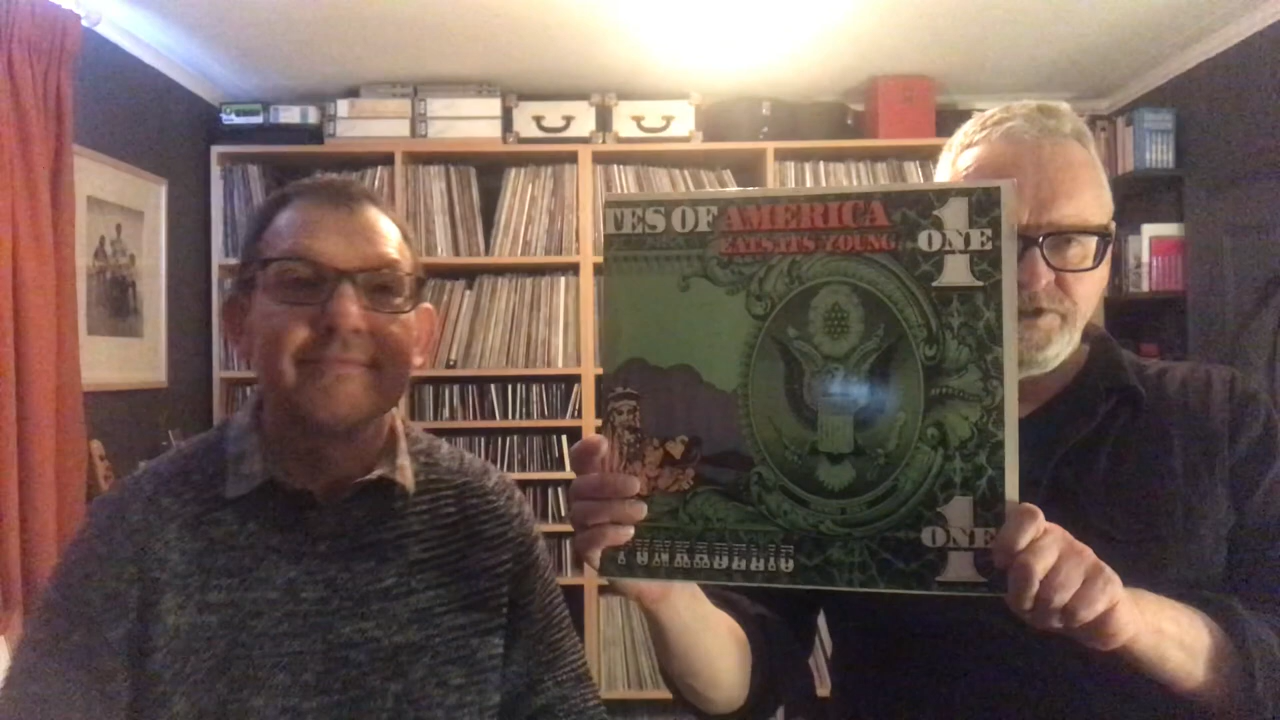 TES OF AMERICA
EATS ITS YOUNG
1
ONE
FUNKADELIC
1
ONE